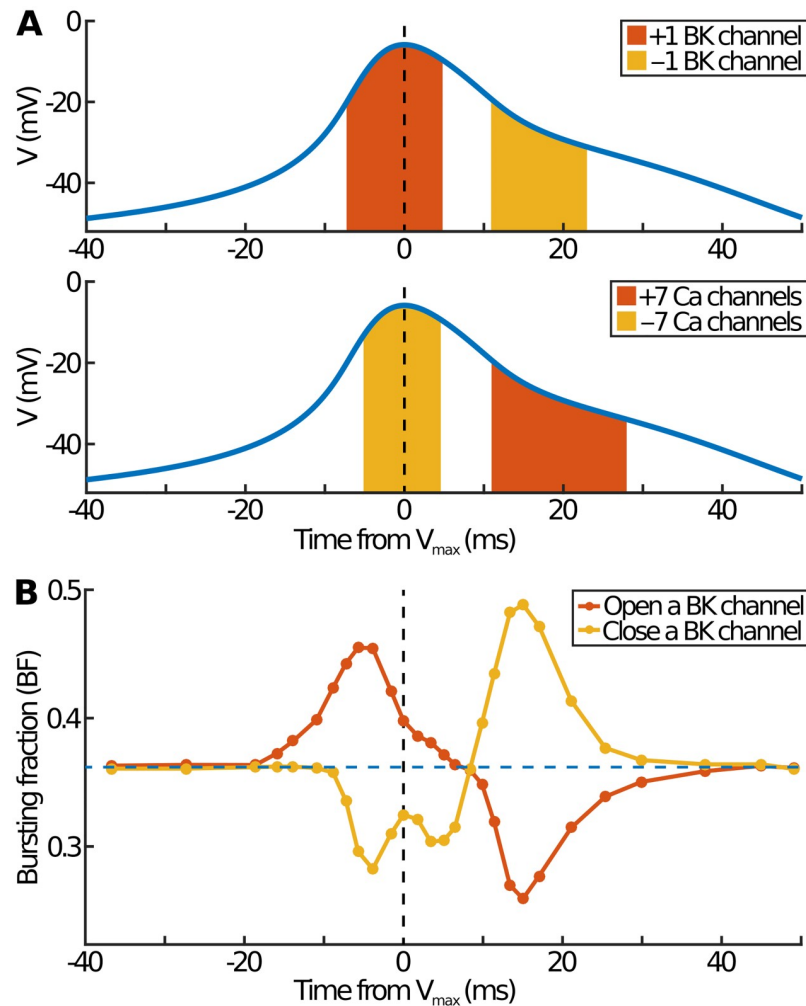 A
0
-20
-40
V (mV)
+1 BK channel
–1 BK channel
-40 -20 0 20 40
0
-20
-40
V (mV)
+7 Ca channels
–7 Ca channels
-40 -20 0 20 40
Time from Vmax (ms)
B
0.5
0.4
0.3
Bursting fraction (BF)
Open a BK channel
Close a BK channel
-40 -20 0 20 40
Time from Vmax (ms)